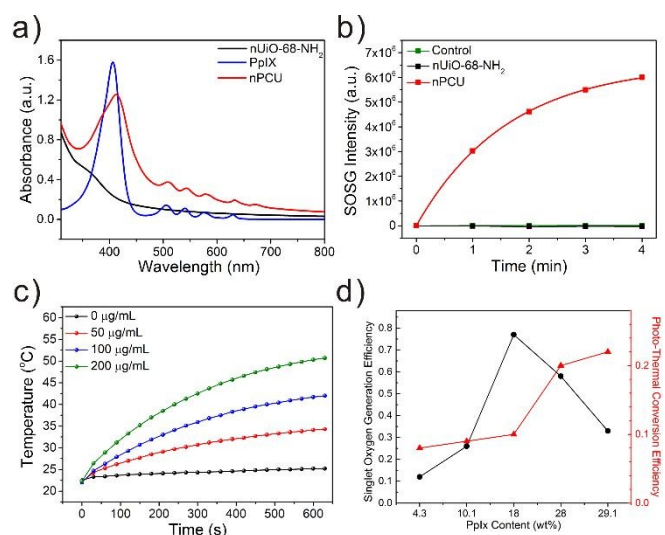 a)
nUiO-68-NH2
PpIX
nPCU
Absorbance (a.u.)
1.6
1.2
0.8
0.4
0.0
400 500 600 700 800
Wavelength (nm)
b)
Control
nUiO-68-NH2
nPCU
SOSG Intensity (a.u.)
7x10^6
6x10^6
5x10^6
4x10^6
3x10^6
2x10^6
1x10^6
0
0 1 2 3 4
Time (min)
c)
0 μg/mL
50 μg/mL
100 μg/mL
200 μg/mL
Temperature (°C)
60
55
50
45
40
35
30
25
20
0 100 200 300 400 500 600
Time (s)
d)
Singlet Oxygen Generation Efficiency
0.8
0.7
0.6
0.5
0.4
0.3
0.2
0.1
0.0
4.3 10.1 18 28 29.1
PpIx Content (wt%)
0.2
0.1
0.0
Photo-Thermal Conversion Efficiency